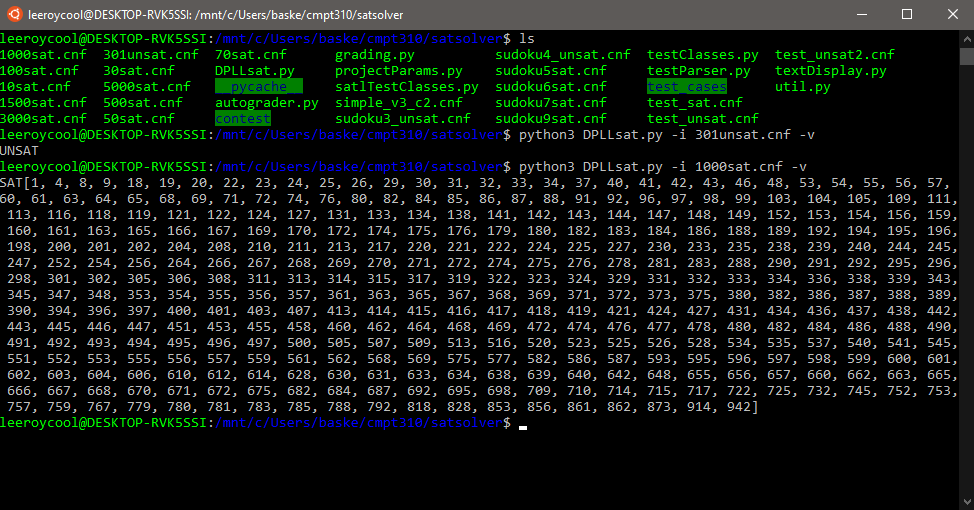 leeroycool@DESKTOP-RVK5SSI: /mnt/c/Users/baske/cmpt310/satsolver
leeroycool@DESKTOP-RVK5SSI:/mnt/c/Users/baske/cmpt310/satsolver$ ls
1000sat.cnf 301unsat.cnf 70sat.cnf grading.py sudoku4_unsat.cnf testClasses.py test_unsat2.cnf
100sat.cnf 30sat.cnf DPLLsat.py projectParams.py sudoku5sat.cnf testParser.py textDisplay.py
10sat.cnf 5000sat.cnf __pycache__ satlTestClasses.py sudoku6sat.cnf test_cases util.py
1500sat.cnf 500sat.cnf autograder.py simple_v3_c2.cnf sudoku7sat.cnf test_sat.cnf
3000sat.cnf 50sat.cnf contest sudoku3_unsat.cnf sudoku9sat.cnf test_unsat.cnf
leeroycool@DESKTOP-RVK5SSI:/mnt/c/Users/baske/cmpt310/satsolver$ python3 DPLLsat.py -i 301unsat.cnf -v
UNSAT
leeroycool@DESKTOP-RVK5SSI:/mnt/c/Users/baske/cmpt310/satsolver$ python3 DPLLsat.py -i 1000sat.cnf -v
SAT[1, 4, 8, 9, 18, 19, 20, 22, 23, 24, 25, 26, 29, 30, 31, 32, 33, 34, 37, 40, 41, 42, 43, 46, 48, 53, 54, 55, 56, 57,
60, 61, 63, 64, 65, 68, 69, 71, 72, 74, 76, 80, 82, 84, 85, 86, 87, 88, 91, 92, 96, 97, 98, 99, 103, 104, 105, 109, 111,
113, 116, 118, 119, 121, 122, 124, 127, 131, 133, 134, 138, 141, 142, 143, 144, 147, 148, 149, 152, 153, 154, 156, 159,
160, 161, 163, 165, 166, 167, 169, 170, 172, 174, 175, 176, 179, 180, 182, 183, 184, 186, 188, 189, 192, 194, 195, 196,
198, 200, 201, 202, 204, 208, 210, 211, 213, 217, 220, 221, 222, 224, 225, 227, 230, 233, 235, 238, 239, 240, 244, 245,
247, 252, 254, 256, 264, 266, 267, 268, 269, 270, 271, 272, 274, 275, 276, 278, 281, 283, 288, 290, 291, 292, 295, 296,
298, 301, 302, 305, 306, 308, 311, 313, 314, 315, 317, 319, 322, 323, 324, 329, 331, 332, 333, 334, 336, 338, 339, 343,
345, 347, 348, 353, 354, 355, 356, 357, 361, 363, 365, 367, 368, 369, 371, 372, 373, 375, 380, 382, 386, 387, 388, 389,
390, 394, 396, 397, 400, 401, 403, 407, 413, 414, 415, 416, 417, 418, 419, 421, 424, 427, 431, 434, 436, 437, 438, 442,
443, 445, 446, 447, 451, 453, 455, 458, 460, 462, 464, 468, 469, 472, 474, 476, 477, 478, 480, 482, 484, 486, 488, 490,
491, 492, 493, 494, 495, 496, 497, 500, 505, 507, 509, 513, 516, 520, 523, 525, 526, 528, 534, 535, 537, 540, 541, 545,
551, 552, 553, 555, 556, 557, 559, 561, 562, 568, 569, 575, 577, 582, 586, 587, 593, 595, 596, 597, 598, 599, 600, 601,
602, 603, 604, 606, 610, 612, 614, 628, 630, 631, 633, 634, 638, 639, 640, 642, 648, 655, 656, 657, 660, 662, 663, 665,
666, 667, 668, 670, 671, 672, 675, 682, 684, 687, 692, 695, 698, 709, 710, 714, 715, 717, 722, 725, 732, 745, 752, 753,
757, 759, 767, 779, 780, 781, 783, 785, 788, 792, 818, 828, 853, 856, 861, 862, 873, 914, 942]
leeroycool@DESKTOP-RVK5SSI:/mnt/c/Users/baske/cmpt310/satsolver$